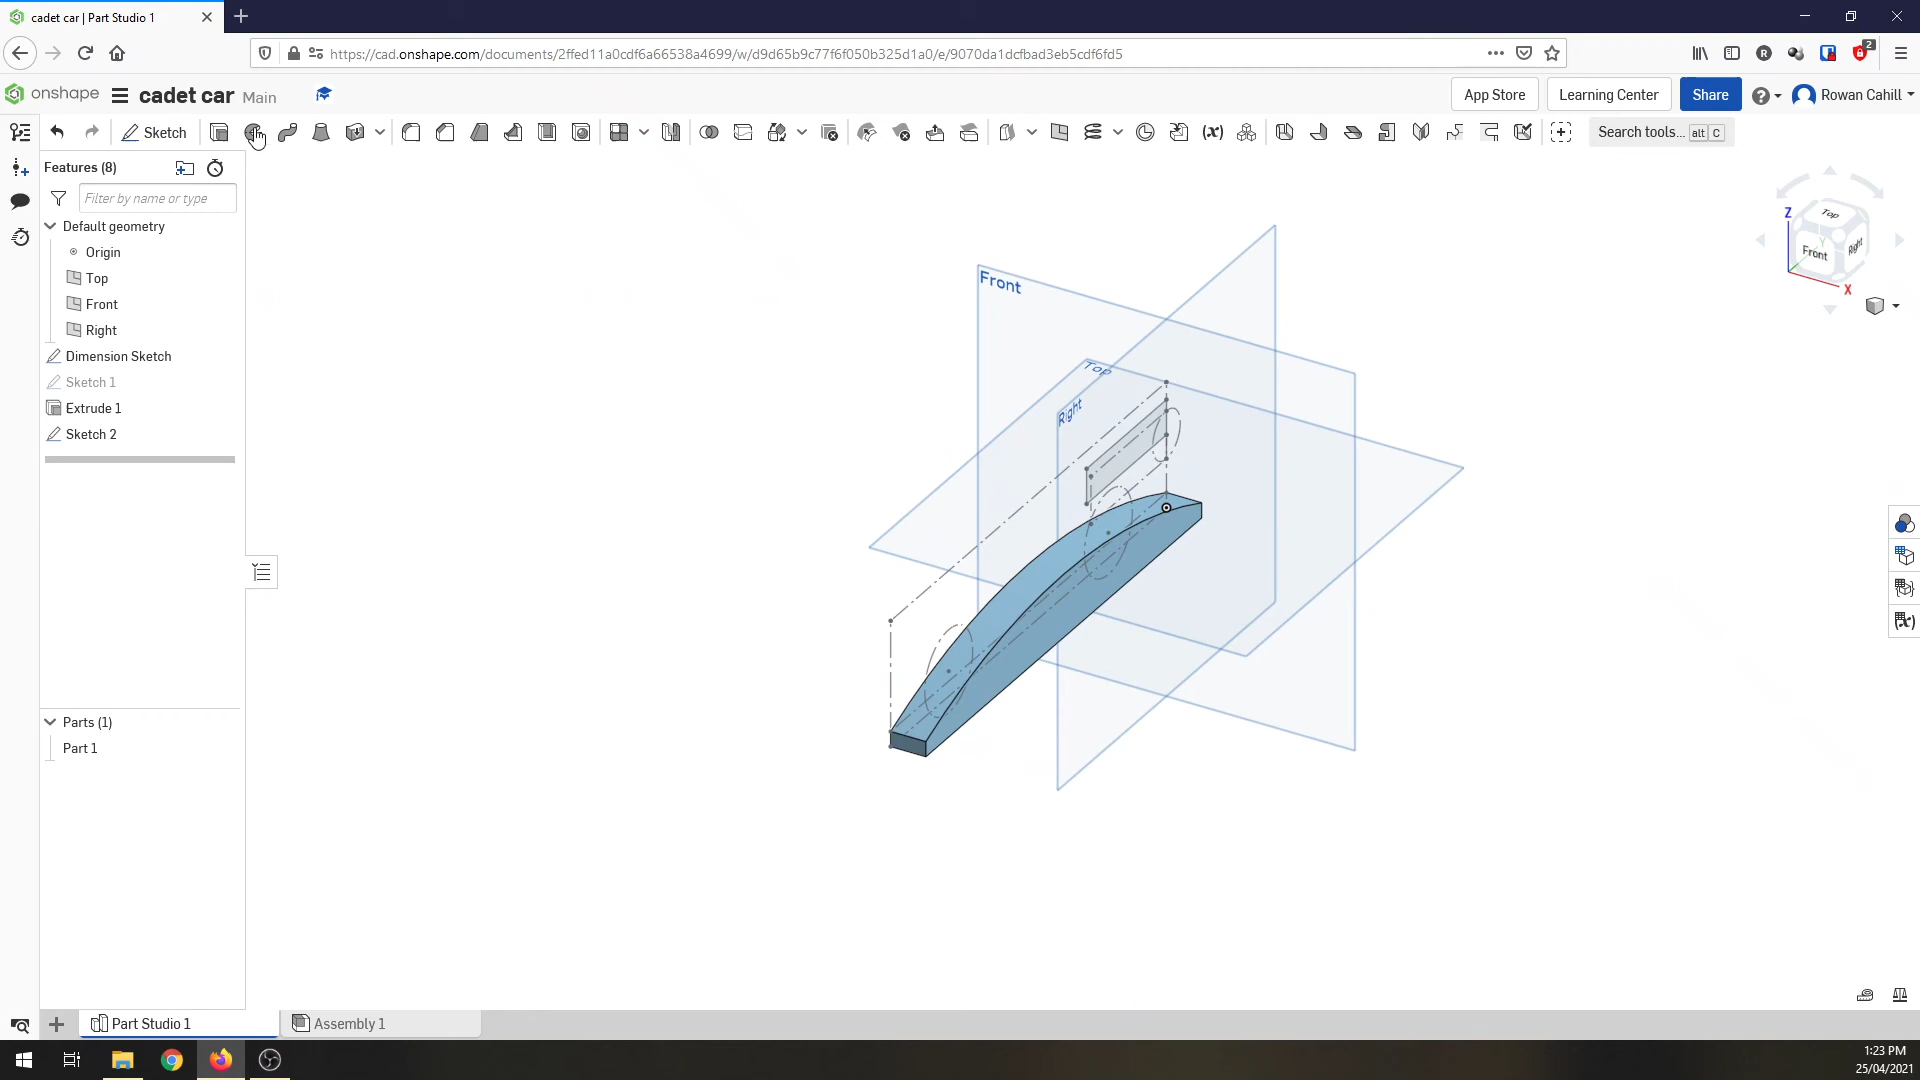 cadet car | Part Studio 1
https://cad.onshape.com/documents/2ffed11a0cdf6a66538a4699/w/d9d65b9c77f6f050b325d1a0/e/9070da1dcfbad3eb5cdf6fd5
R
2
onshape
cadet car Main
App Store
Learning Center
Share
Rowan Cahill
Sketch
(x)
Search tools... alt C
Features (8)
Filter by name or type
Default geometry
Origin
Top
Front
Right
Dimension Sketch
Sketch 1
Extrude 1
Sketch 2
Front
Top
Right
Z
Top
Front
Right
Y
X
(x)
Parts (1)
Part 1
Part Studio 1
Assembly 1
1:23 PM
25/04/2021